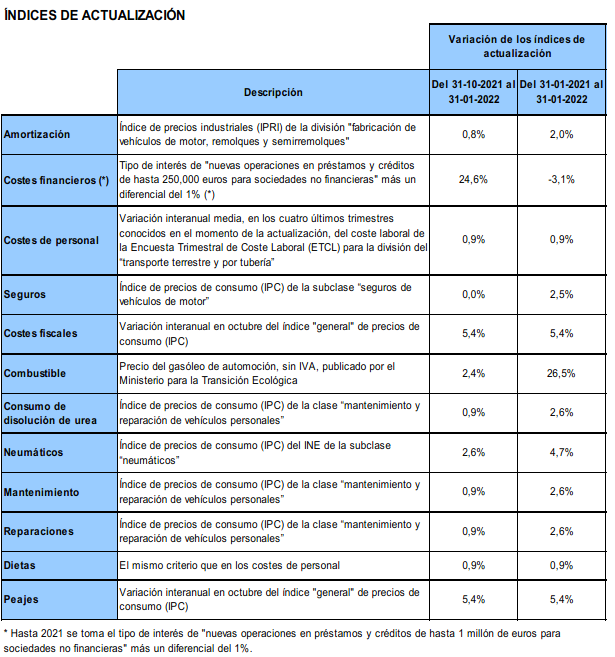 ÍNDICES DE ACTUALIZACIÓN
Variación de los índices de
actualización
Descripción
Del 31-10-2021 al
31-01-2022
Del 31-01-2021 al
31-01-2022
Amortización
Índice de precios industriales (IPRI) de la división "fabricación de
vehículos de motor, remolques y semirremolques"
0,8%
2,0%
Costes financieros (*)
Tipo de interés de "nuevas operaciones en préstamos y créditos
de hasta 250,000 euros para sociedades no financieras" más un
diferencial del 1% (*)
24,6%
-3,1%
Costes de personal
Variación interanual media, en los cuatro últimos trimestres
conocidos en el momento de la actualización, del coste laboral de
la Encuesta Trimestral de Coste Laboral (ETCL) para la división del
“transporte terrestre y por tubería”
0,9%
0,9%
Seguros
Índice de precios de consumo (IPC) de la subclase “seguros de
vehículos de motor”
0,0%
2,5%
Costes fiscales
Variación interanual en octubre del índice "general" de precios de
consumo (IPC)
5,4%
5,4%
Combustible
Precio del gasóleo de automoción, sin IVA, publicado por el
Ministerio para la Transición Ecológica
2,4%
26,5%
Consumo de
disolución de urea
Índice de precios de consumo (IPC) de la clase “mantenimiento y
reparación de vehículos personales”
0,9%
2,6%
Neumáticos
Índice de precios de consumo (IPC) del INE de la subclase
“neumáticos”
2,6%
4,7%
Mantenimiento
Índice de precios de consumo (IPC) de la clase “mantenimiento y
reparación de vehículos personales”
0,9%
2,6%
Reparaciones
Índice de precios de consumo (IPC) de la clase “mantenimiento y
reparación de vehículos personales”
0,9%
2,6%
Dietas
El mismo criterio que en los costes de personal
0,9%
0,9%
Peajes
Variación interanual en octubre del índice "general" de precios de
consumo (IPC)
5,4%
5,4%
* Hasta 2021 se toma el tipo de interés de "nuevas operaciones en préstamos y créditos de hasta 1 millón de euros para
sociedades no financieras" más un diferencial del 1%.